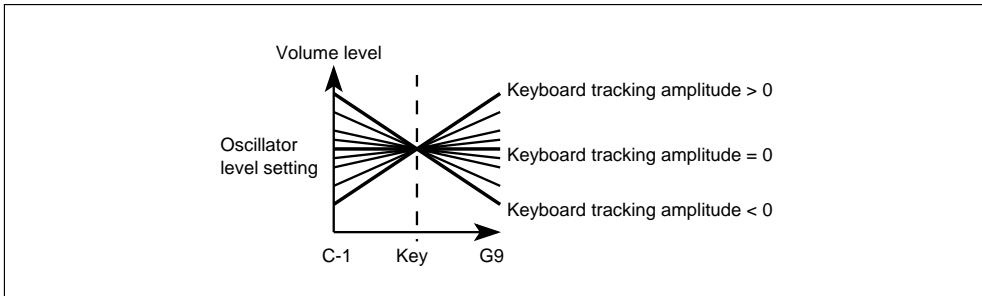 Volume level
Keyboard tracking amplitude > 0
Oscillator
level setting
Keyboard tracking amplitude = 0
Keyboard tracking amplitude < 0
C-1
Key
G9